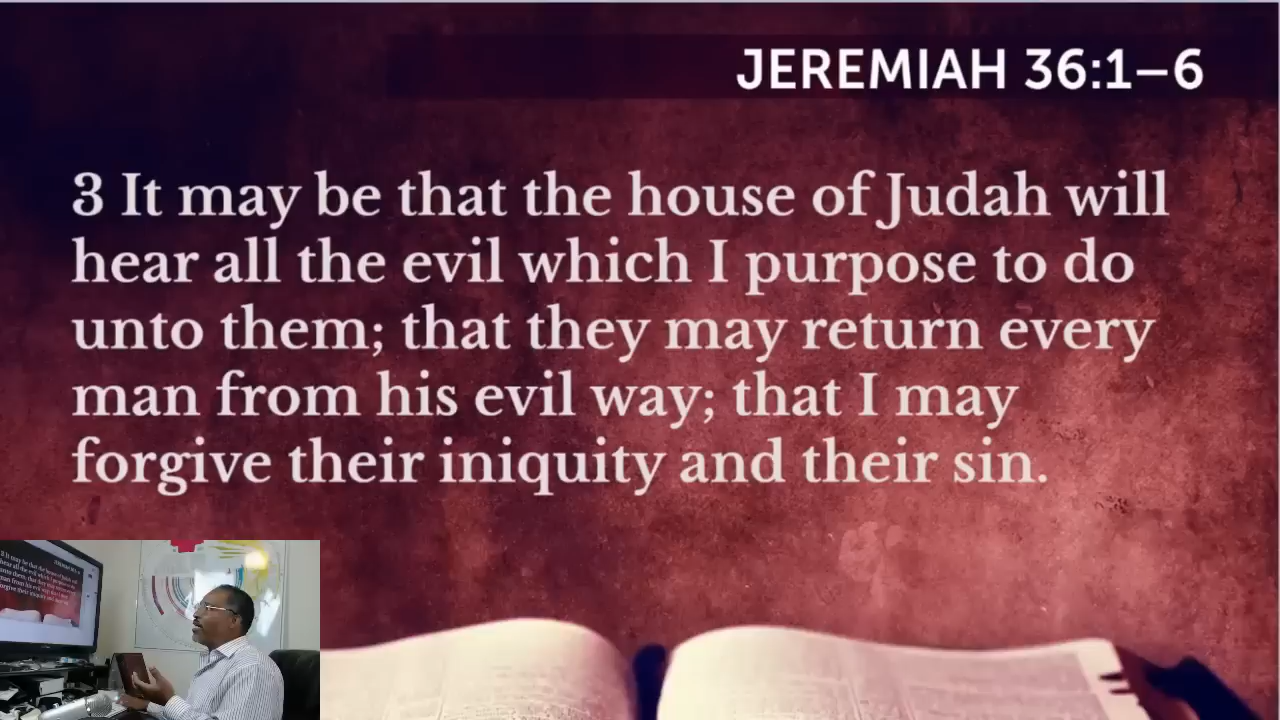 JEREMIAH 36:1–6
3 It may be that the house of Judah will
hear all the evil which I purpose to do
unto them; that they may return every
man from his evil way; that I may
forgive their iniquity and their sin.